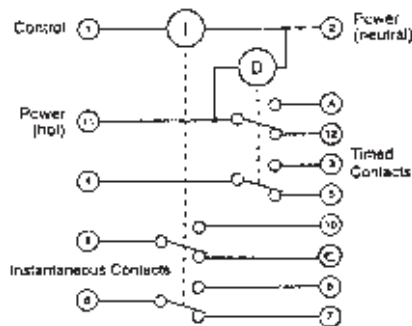 Control 1 I 2 Power (neutral)
D
A
Power (hot) 11 12
3 Timed Contacts
4 5
10
9
Instantaneous Contacts
8 6
7